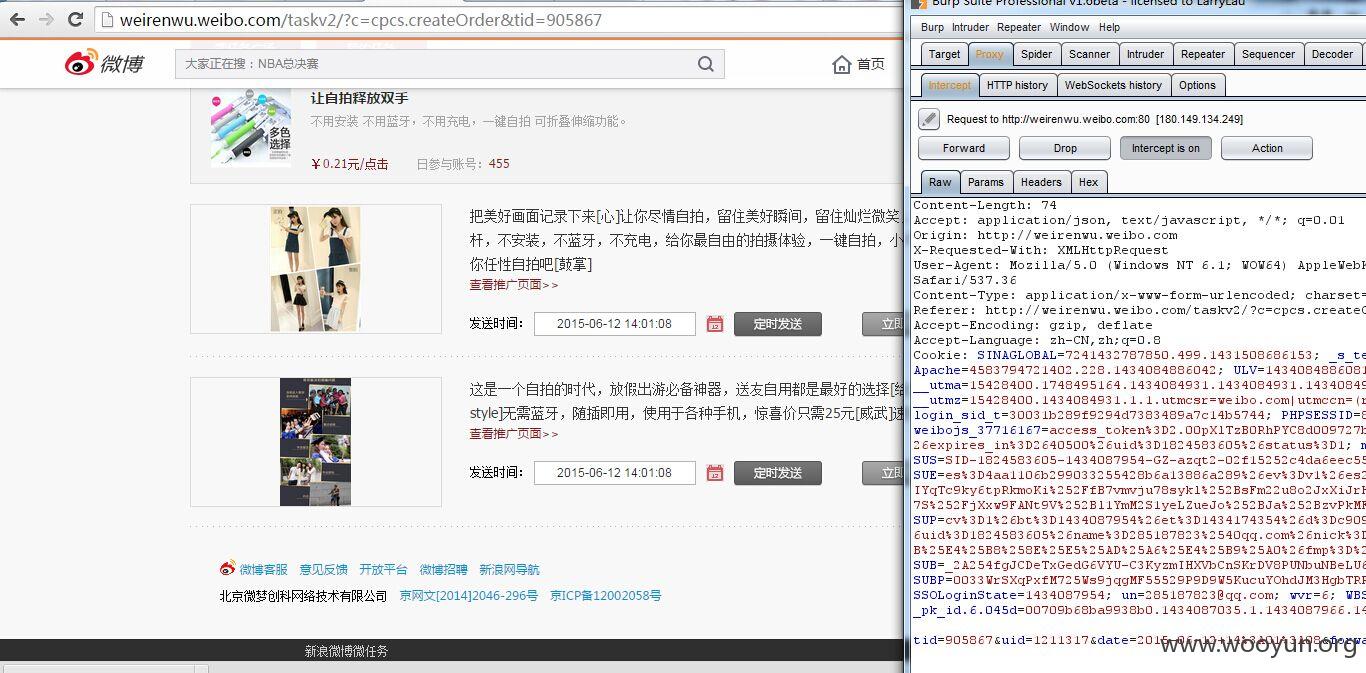 weirenwu.weibo.com/taskv2/?c=cpcs.createOrder&tid=905867
微博
大家正在搜：NBA总决赛
首页
让自拍释放双手
不用安装 不用蓝牙，不用充电，一键自拍 可折叠伸缩功能。
多色
选择
￥0.21元/点击 日参与账号：455
把美好画面记录下来[心]让你尽情自拍，留住美好瞬间，留住灿烂微笑
杆，不安装，不蓝牙，不充电，给你最自由的拍摄体验，一键自拍，小
你任性自拍吧[鼓掌]
查看推广页面>>
发送时间： 2015-06-12 14:01:08 定时发送 立即
这是一个自拍的时代，放假出游必备神器，送友自用都是最好的选择[给
style]无需蓝牙，随插即用，使用于各种手机，惊喜价只需25元[威武]速
查看推广页面>>
发送时间： 2015-06-12 14:01:08 定时发送 立即
微博客服 意见反馈 开放平台 微博招聘 新浪网导航
北京微梦创科网络技术有限公司 京网文[2014]2046-296号 京ICP备12002058号
新浪微博微任务
Burp Suite Professional v1.6beta - licensed to LarryLau
Burp Intruder Repeater Window Help
Target Proxy Spider Scanner Intruder Repeater Sequencer Decoder
Intercept HTTP history WebSockets history Options
Request to http://weirenwu.weibo.com:80 [180.149.134.249]
Forward Drop Intercept is on Action
Raw Params Headers Hex
Content-Length: 74
Accept: application/json, text/javascript, */*; q=0.01
Origin: http://weirenwu.weibo.com
X-Requested-With: XMLHttpRequest
User-Agent: Mozilla/5.0 (Windows NT 6.1; WOW64) AppleWebK
Safari/537.36
Content-Type: application/x-www-form-urlencoded; charset=
Referer: http://weirenwu.weibo.com/taskv2/?c=cpcs.createO
Accept-Encoding: gzip, deflate
Accept-Language: zh-CN,zh;q=0.8
Cookie: SINAGLOBAL=7241432787850.499.1431508686153; _s_te
Apache=4583794721402.228.1434084886042; ULV=1434084886081
__utma=15428400.1748495164.1434084931.1434084931.14340849
__utmz=15428400.1434084931.1.1.utmcsr=weibo.com|utmccn=(r
login_sid_t=30031b289f9294d7383489a7c14b5744; PHPSESSID=8
weibojs_37716167=access_token%3D2.00pXlTzB0RhPYC8d009727b
26expires_in%3D2640500%26uid%3D1824583605%26status%3D1; m
SUS=SID-1824583605-1434087954-GZ-azqt2-02f15252c4da6eec55
SUE=es%3D4aa1106b299033255428b6a13886a289%26ev%3Dv1%26es2
IYqTc9ky6tpRkmoKi%252FfB7vmvju78sykl%252BsFm22u8o2JxXiJrH
7S%252FjXxw9FANt9V%252Bl1YmM2S1yeLZueJo%252BJa%252BzvPkMF
SUP=cv%3D1%26bt%3D1434087954%26et%3D1434174354%26d%3Dc909
6uid%3D1824583605%26name%3D285187823%2540qq.com%26nick%3D
B%25E4%25B8%258E%25E5%25AD%25A6%25E4%25B9%25A0%26fmp%3D%2
SUB=_2A254fgJCDeTxGedG6VYU-C3KyzmIHXVbCnSKrDV8PUNbuNBeLU6
SUBP=0033WrSXqPxfM725Ws9jqgMF55529P9D9W5KucuYOhdJM3HgbTRF
SSOLoginState=1434087954; un=285187823@qq.com; wvr=6; WBS
_pk_id.6.045d=00709b68ba9938b0.1434087035.1.1434087966.14
tid=905867&uid=1211317&date=2015-06-12+14%3A01%3A08&forwa
www.wooyun.org